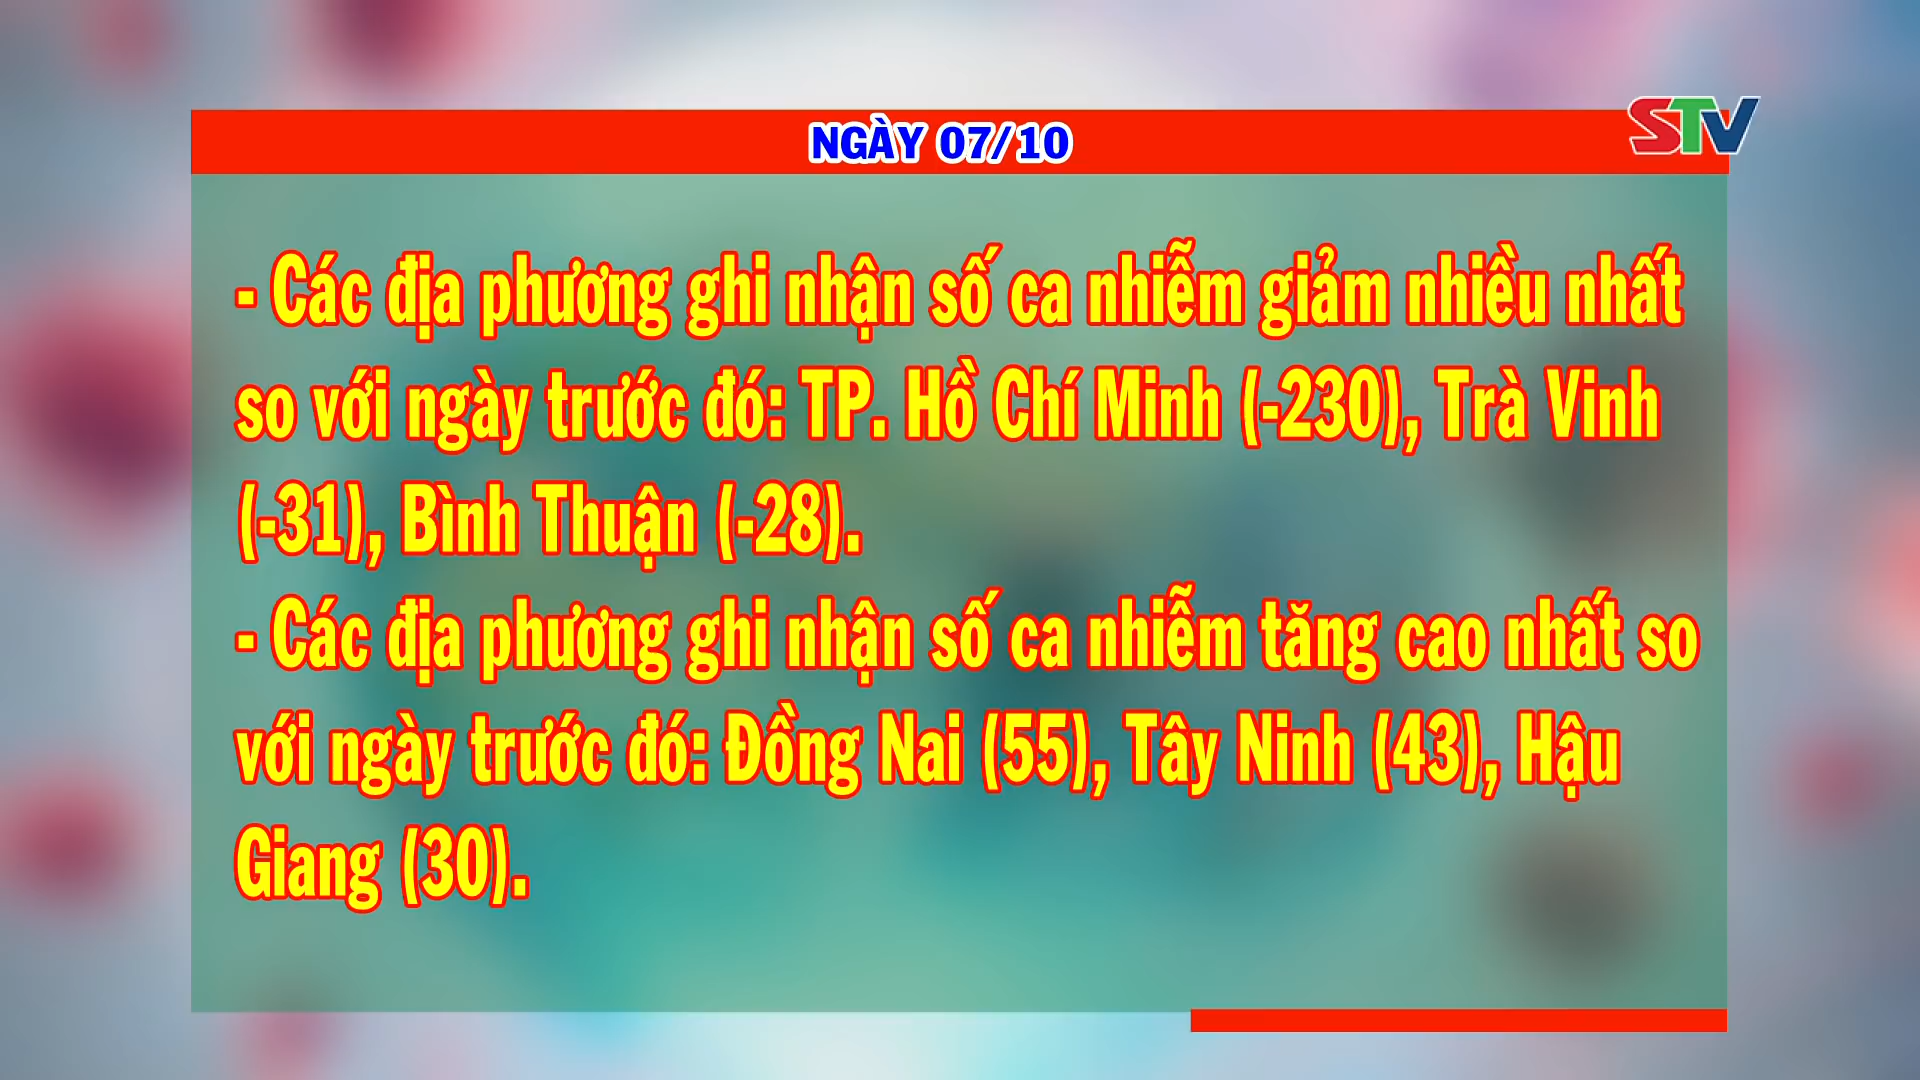 NGÀY 07/10
STV
- Các địa phương ghi nhận số ca nhiễm giảm nhiều nhất
so với ngày trước đó: TP. Hồ Chí Minh (-230), Trà Vinh
(-31), Bình Thuận (-28).
- Các địa phương ghi nhận số ca nhiễm tăng cao nhất so
với ngày trước đó: Đồng Nai (55), Tây Ninh (43), Hậu
Giang (30).